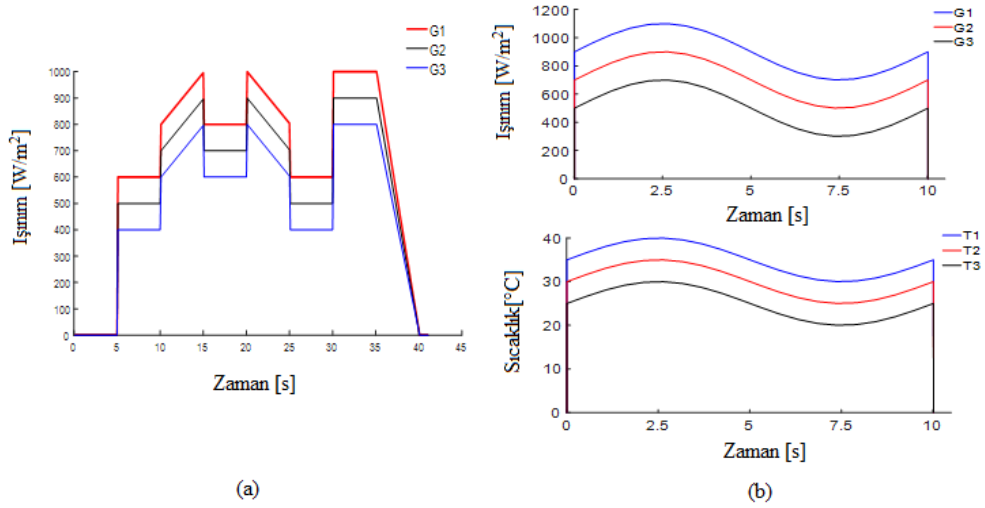 G1
G2
G3
1000
900
800
700
600
500
400
300
200
100
0
Işınım [W/m²]
0 5 10 15 20 25 30 35 40 45
Zaman [s]
(a)
G1
G2
G3
1200
1000
800
600
400
200
0
Işınım [W/m²]
0 2.5 5 7.5 10
Zaman [s]
T1
T2
T3
40
30
20
10
0
Sıcaklık[°C]
0 2.5 5 7.5 10
Zaman [s]
(b)